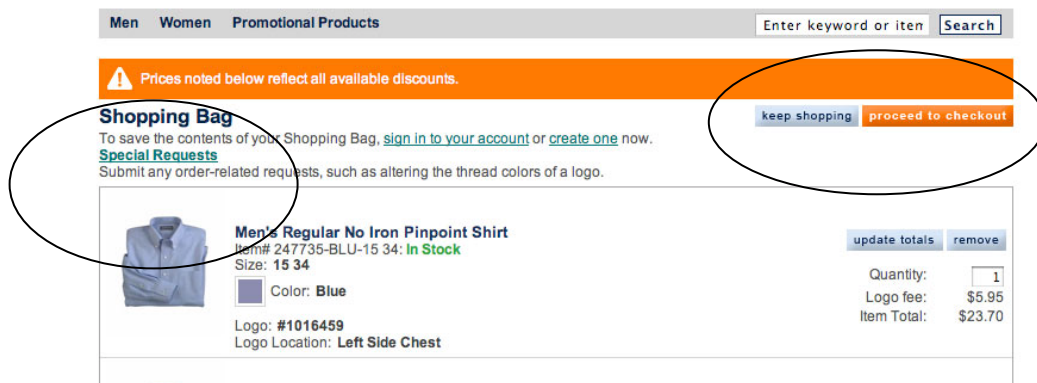 Men Women Promotional Products
Enter keyword or iten Search
Prices noted below reflect all available discounts.
Shopping Bag
keep shopping proceed to checkout
To save the contents of your Shopping Bag, sign in to your account or create one now.
Special Requests
Submit any order-related requests, such as altering the thread colors of a logo.
Men's Regular No Iron Pinpoint Shirt
update totals remove
Item# 247735-BLU-15 34: In Stock
Size: 15 34
Quantity: 1
Color: Blue
Logo fee: $5.95
Item Total: $23.70
Logo: #1016459
Logo Location: Left Side Chest